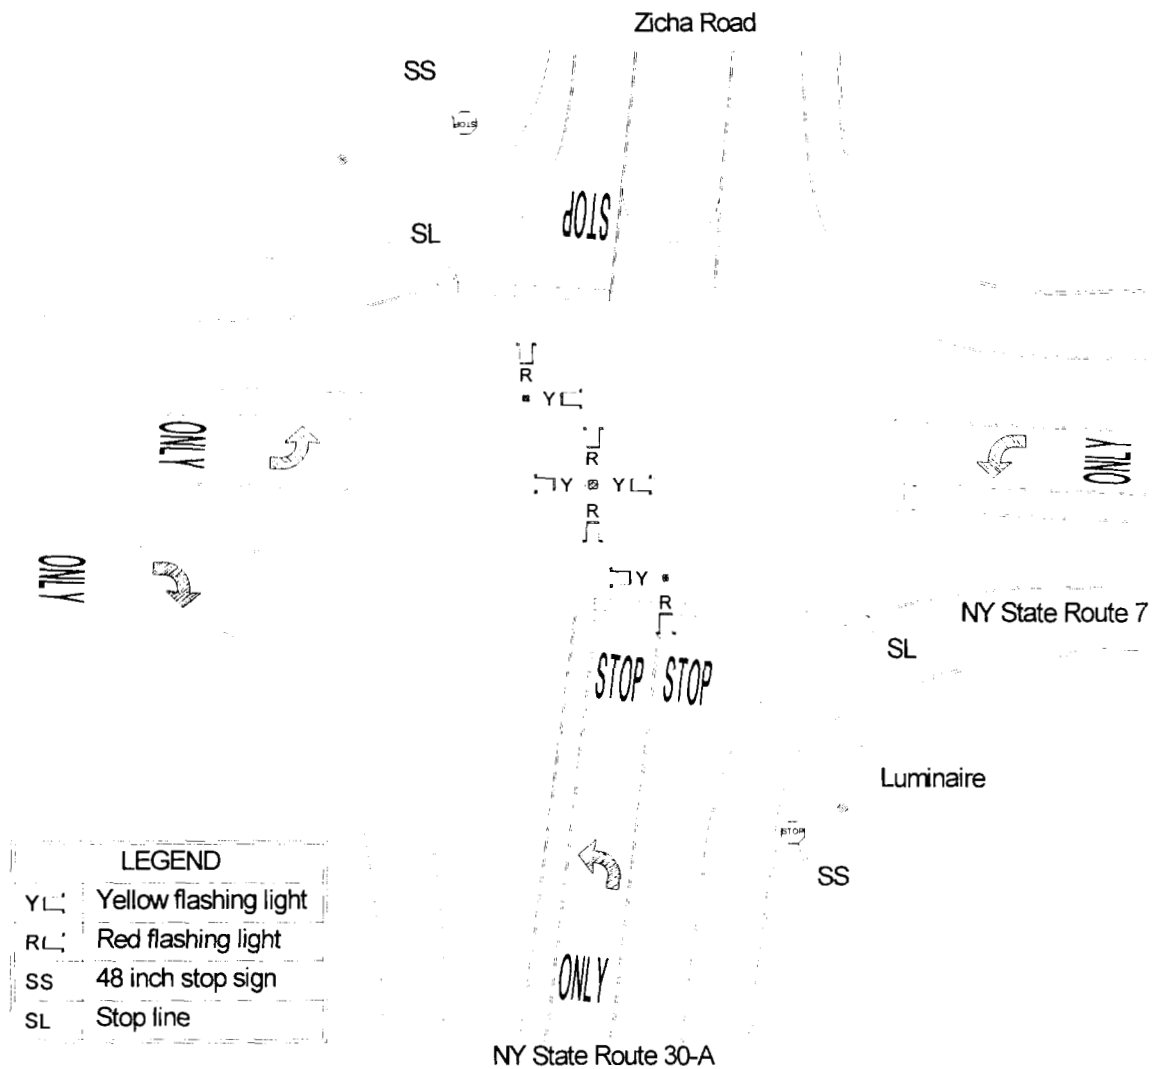 Zicha Road
SS
STOP
STOP
SL
R
Y
ONLY
R
ONLY
Y Y
R
ONLY
Y
R
NY State Route 7
SL
STOP STOP
Luminaire
STOP
SS
LEGEND
Y Yellow flashing light
R Red flashing light
SS 48 inch stop sign
SL Stop line
ONLY
NY State Route 30-A